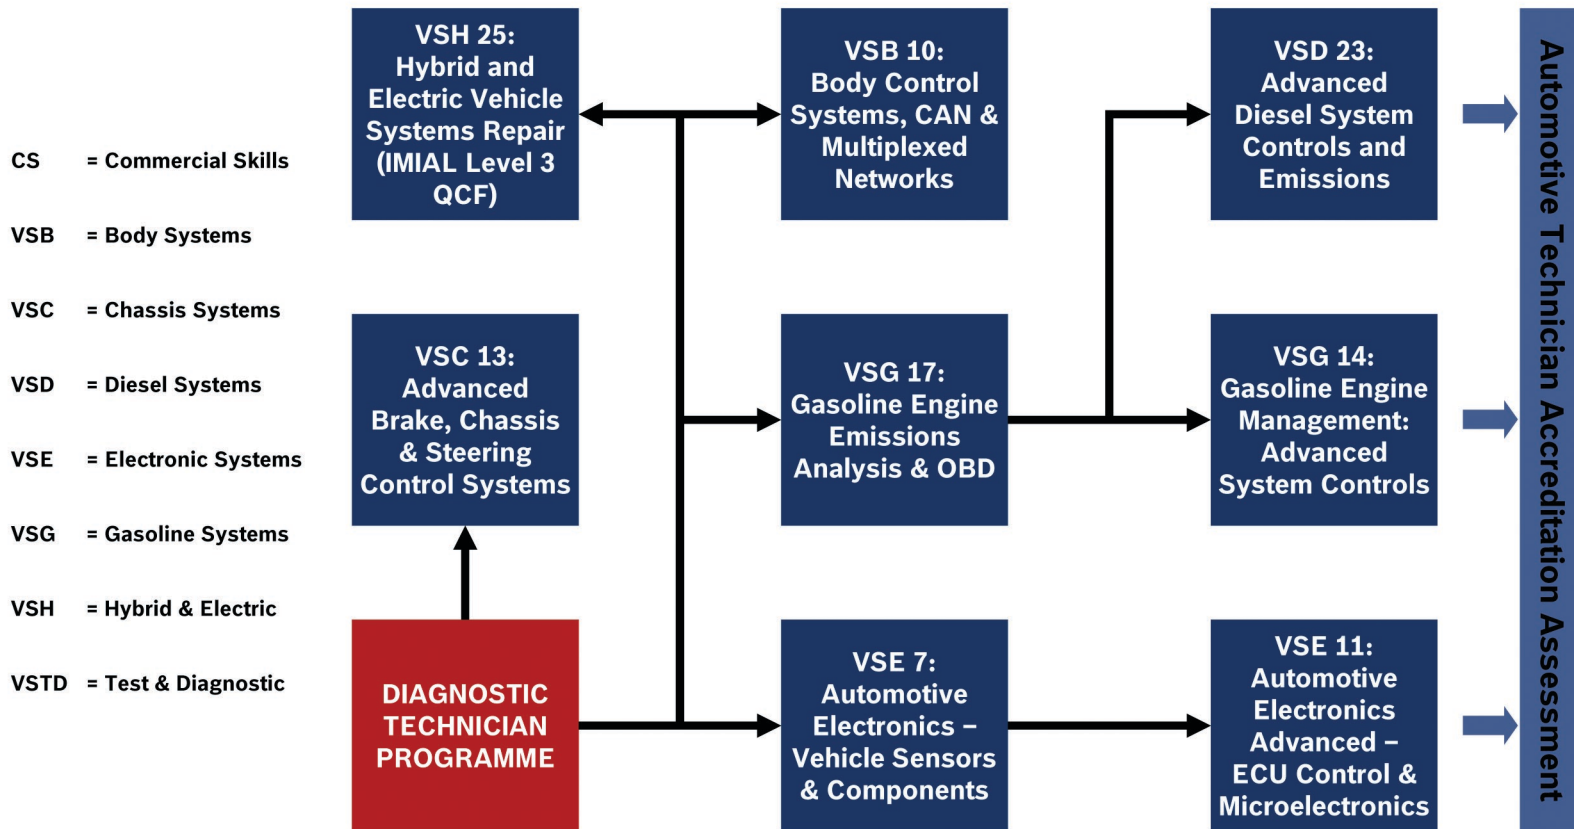 CS = Commercial Skills
VSB = Body Systems
VSC = Chassis Systems
VSD = Diesel Systems
VSE = Electronic Systems
VSG = Gasoline Systems
VSH = Hybrid & Electric
VSTD = Test & Diagnostic
VSH 25:
Hybrid and
Electric Vehicle
Systems Repair
(IMIAL Level 3
QCF)
VSB 10:
Body Control
Systems, CAN &
Multiplexed
Networks
VSD 23:
Advanced
Diesel System
Controls and
Emissions
VSC 13:
Advanced
Brake, Chassis
& Steering
Control Systems
VSG 17:
Gasoline Engine
Emissions
Analysis & OBD
VSG 14:
Gasoline Engine
Management:
Advanced
System Controls
DIAGNOSTIC
TECHNICIAN
PROGRAMME
VSE 7:
Automotive
Electronics –
Vehicle Sensors
& Components
VSE 11:
Automotive
Electronics
Advanced –
ECU Control &
Microelectronics
Automotive Technician Accreditation Assessment